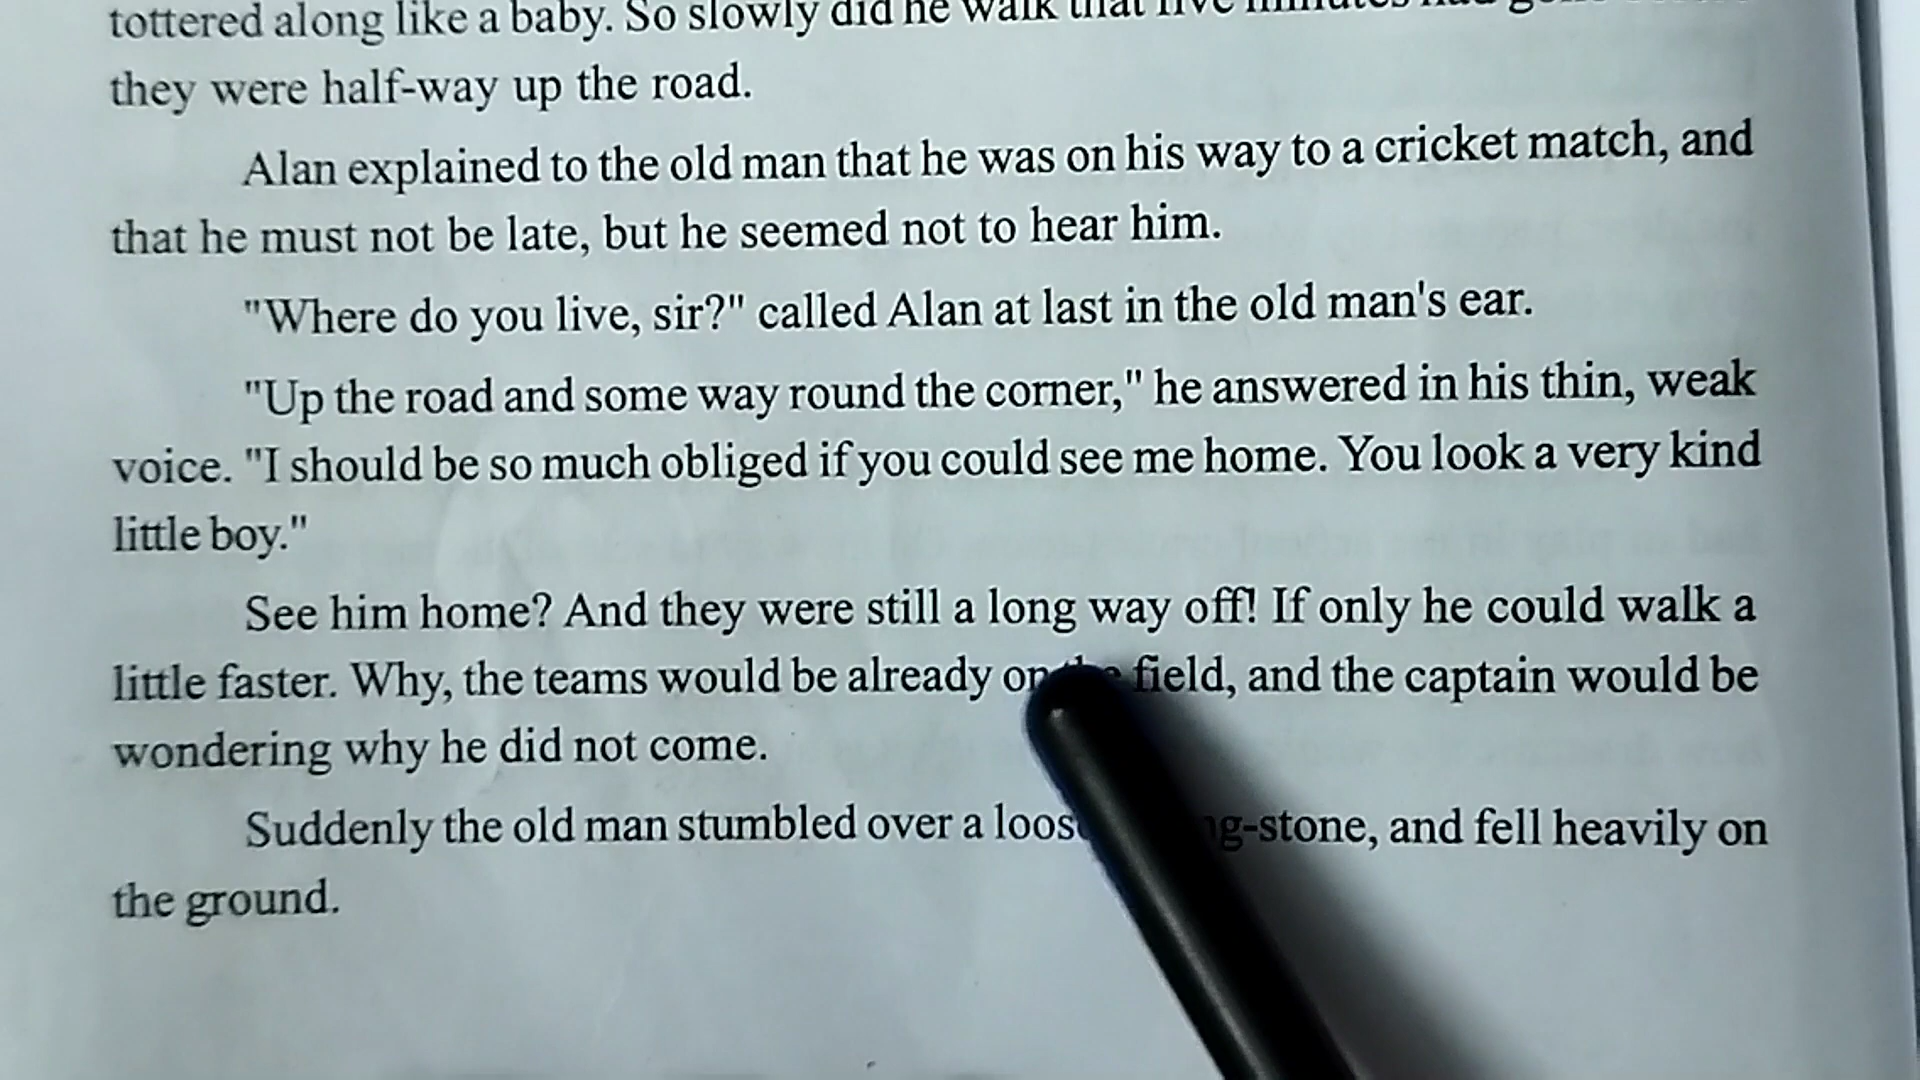 tottered along like a baby. So slowly did he walk that five minutes had
they were half-way up the road.
Alan explained to the old man that he was on his way to a cricket match, and
that he must not be late, but he seemed not to hear him.
"Where do you live, sir?" called Alan at last in the old man's ear.
"Up the road and some way round the corner," he answered in his thin, weak
voice. "I should be so much obliged if you could see me home. You look a very kind
little boy."
See him home? And they were still a long way off! If only he could walk a
little faster. Why, the teams would be already on the field, and the captain would be
wondering why he did not come.
Suddenly the old man stumbled over a and fell heavily on
the ground.